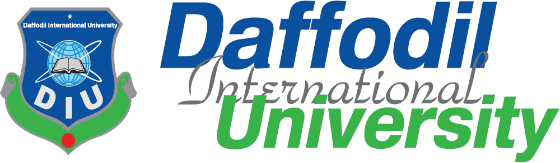 Daffodil International University
DIU
Daffodil
International
University